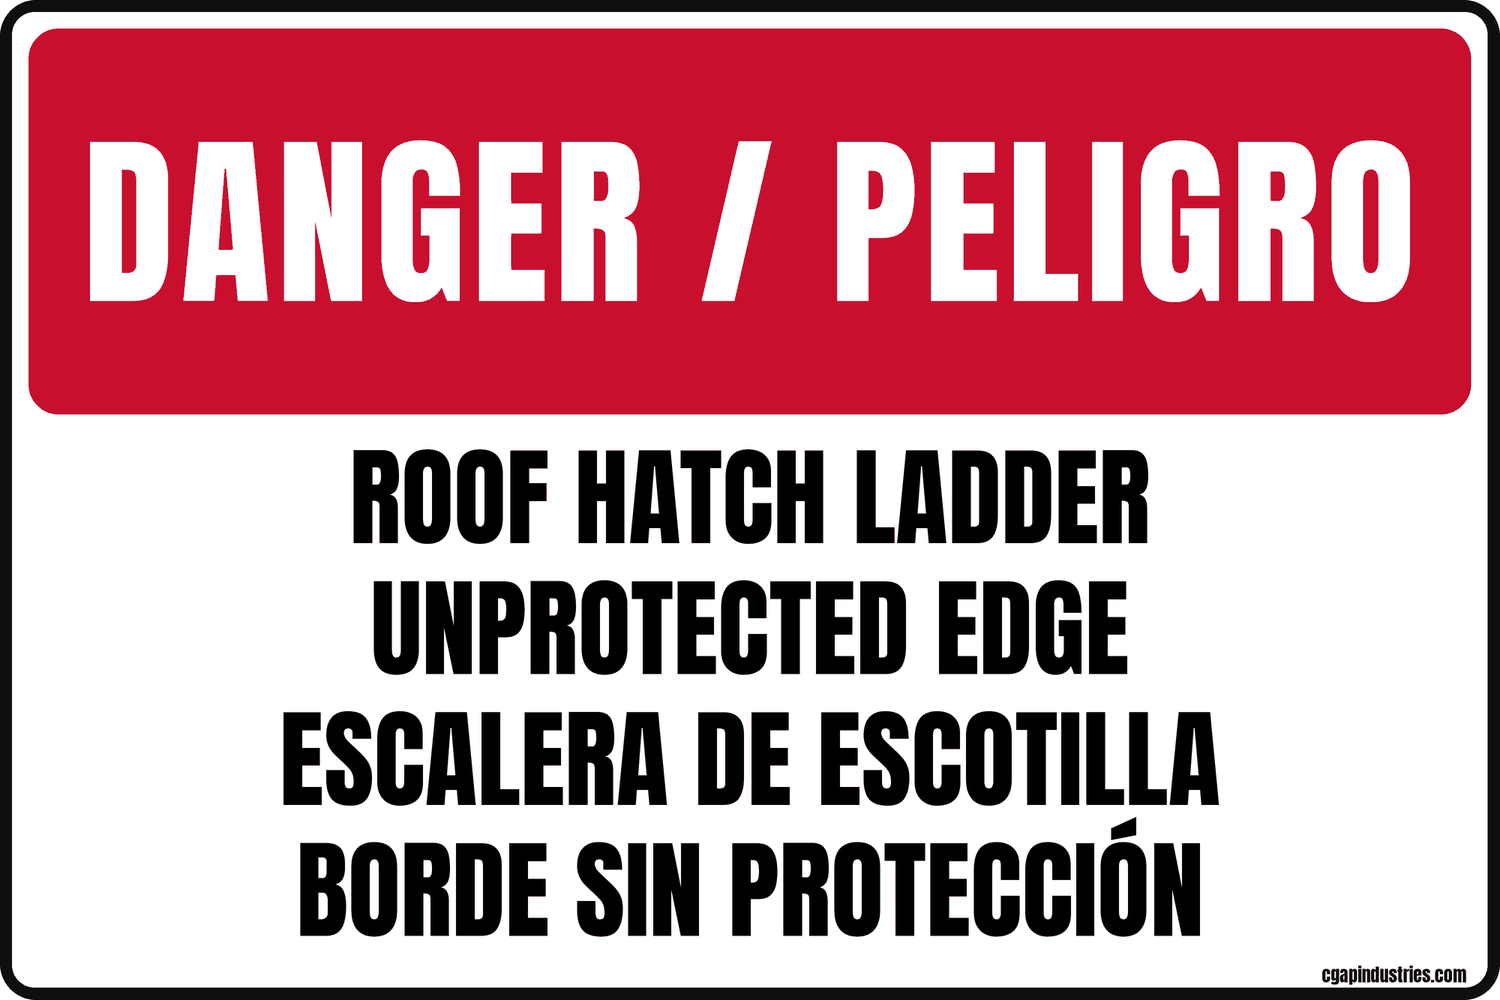 DANGER / PELIGRO
ROOF HATCH LADDER
UNPROTECTED EDGE
ESCALERA DE ESCOTILLA
BORDE SIN PROTECCIÓN
cgapindustries.com